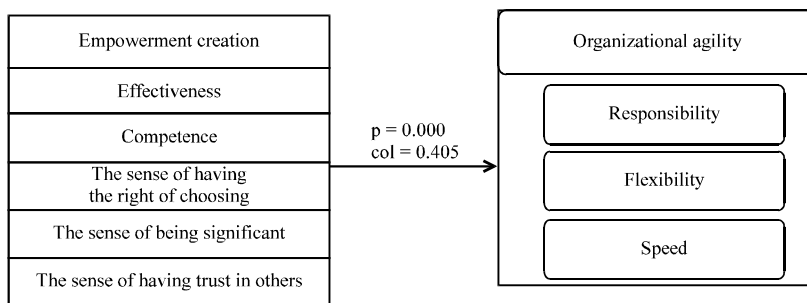 Empowerment creation
Effectiveness
Competence
The sense of having
the right of choosing
The sense of being significant
The sense of having trust in others
p = 0.000
col = 0.405
Organizational agility
Responsibility
Flexibility
Speed